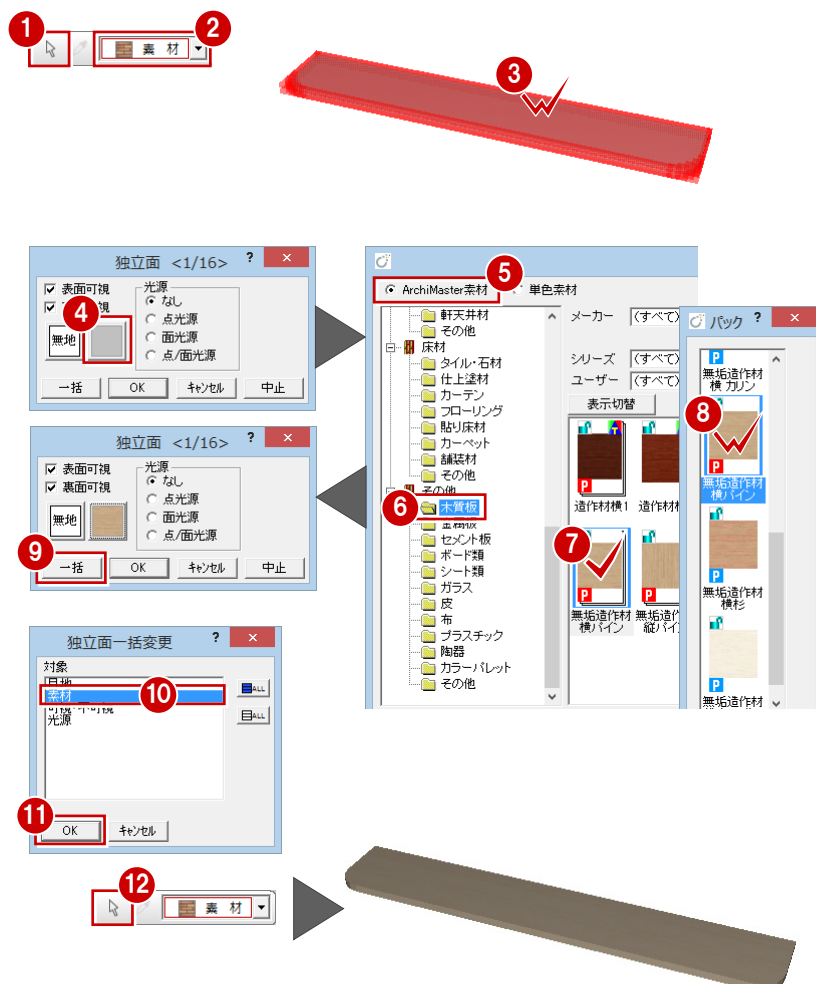 1
2
素 材
3
独立面 <1/16> ? ×
表面可視
光源
なし
点光源
面光源
点/面光源
視
4
無地
一括
OK
ｷｬﾝｾﾙ
中止
5
ArchiMaster素材
単色素材
軒天井材
その他
床材
タイル・石材
仕上塗材
カーテン
フローリング
貼り床材
カーペット
舗装材
その他
その他
6
木質板
金属板
セメント板
ボード類
シート類
ガラス
皮
布
プラスチック
陶器
カラーパレット
その他
メーカー (すべて)
シリーズ (すべて)
ユーザー (すべて)
表示切替
P
造作材横1
造作材
7
P
P
無垢造作材
横パイン
無垢造作材
縦パイン
パック ? ×
P
無垢造作材
横 カリン
8
P
無垢造作材
横パイン
P
無垢造作材
横杉
P
無垢造作材
独立面 <1/16> ? ×
表面可視
裏面可視
光源
なし
点光源
面光源
点/面光源
無地
9
一括
OK
ｷｬﾝｾﾙ
中止
独立面一括変更 ? ×
対象
目地
素材
10
可視・不可視
光源
ALL
ALL
11
OK
ｷｬﾝｾﾙ
12
素 材